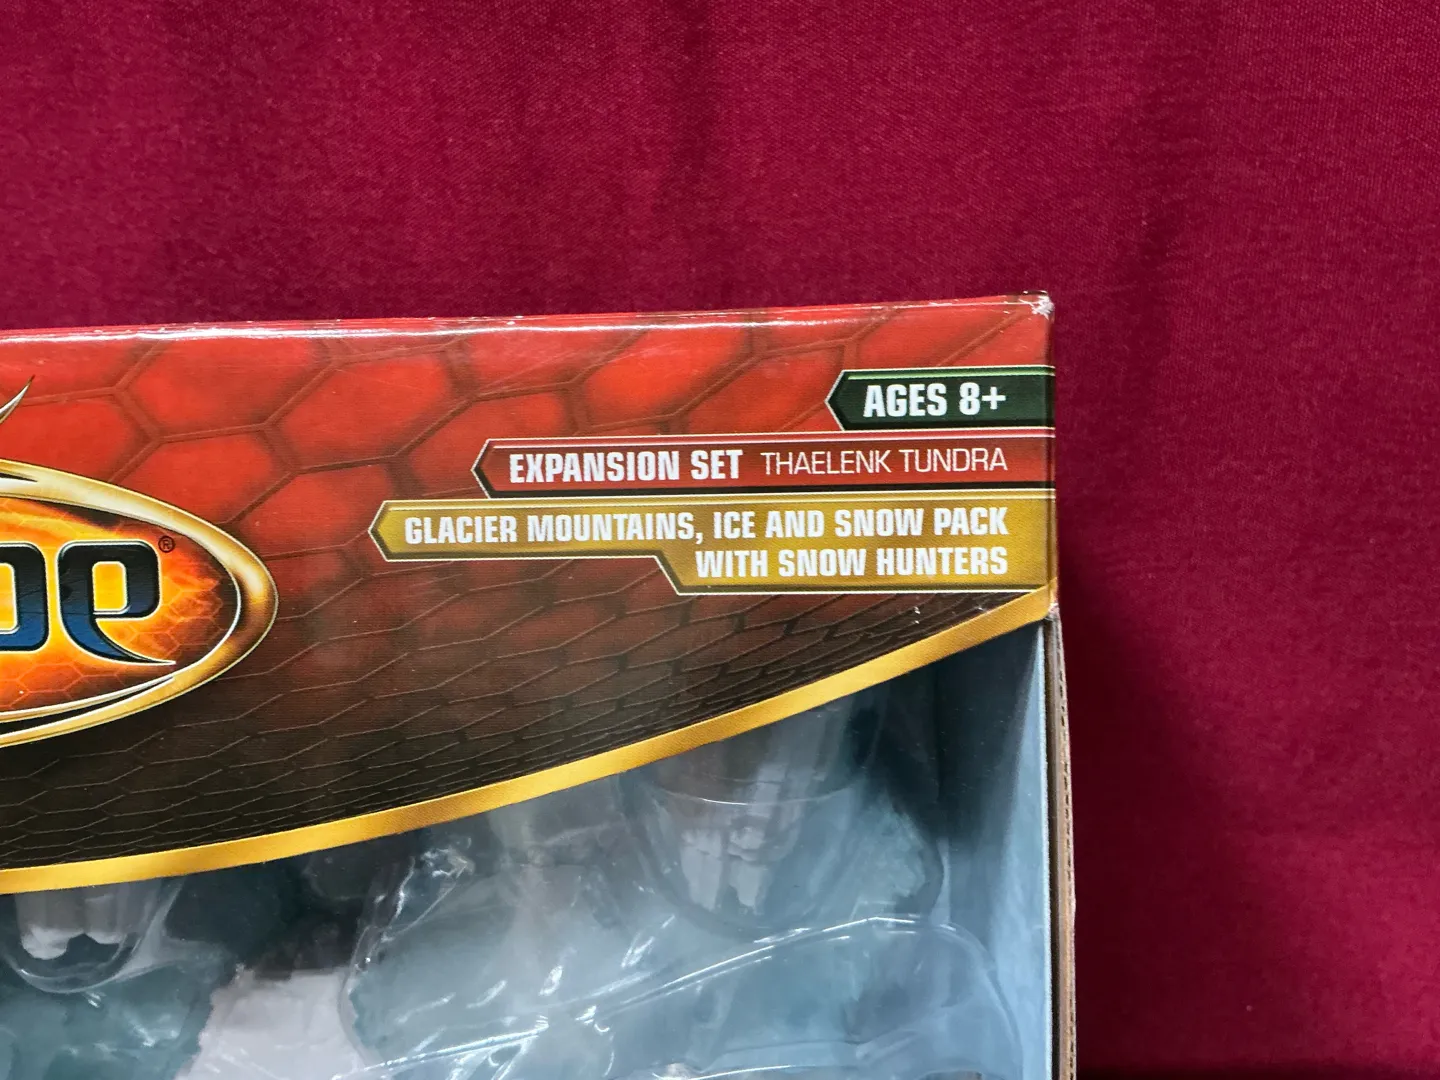 AGES 8+
EXPANSION SET THAELENK TUNDRA
GLACIER MOUNTAINS, ICE AND SNOW PACK
WITH SNOW HUNTERS
®